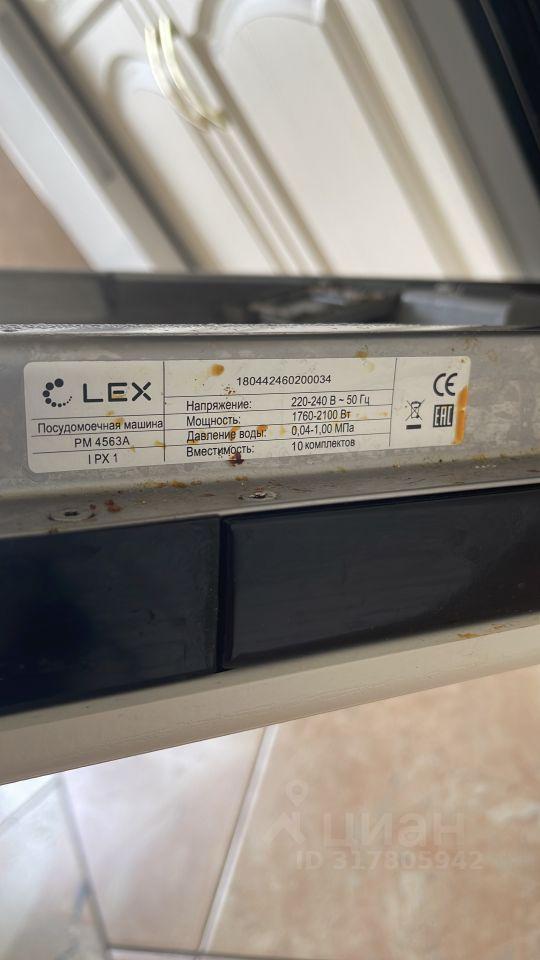 LEX
Посудомоечная машина
PM 4563A
I PX 1
180442460200034
Напряжение: 220-240 В ~ 50 Гц
Мощность: 1760-2100 Вт
Давление воды: 0,04-1,00 МПа
Вместимость: 10 комплектов
CE
EAC
циан
ID 317805942